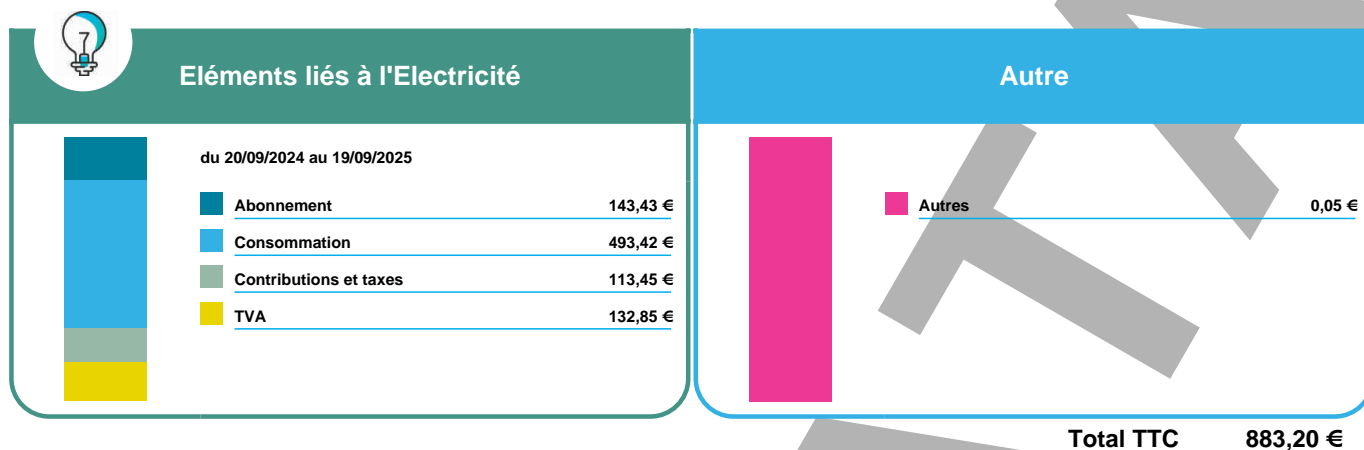 7
Eléments liés à l'Electricité
du 20/09/2024 au 19/09/2025
Abonnement 143,43 €
Consommation 493,42 €
Contributions et taxes 113,45 €
TVA 132,85 €
Autre
Autres 0,05 €
Total TTC 883,20 €